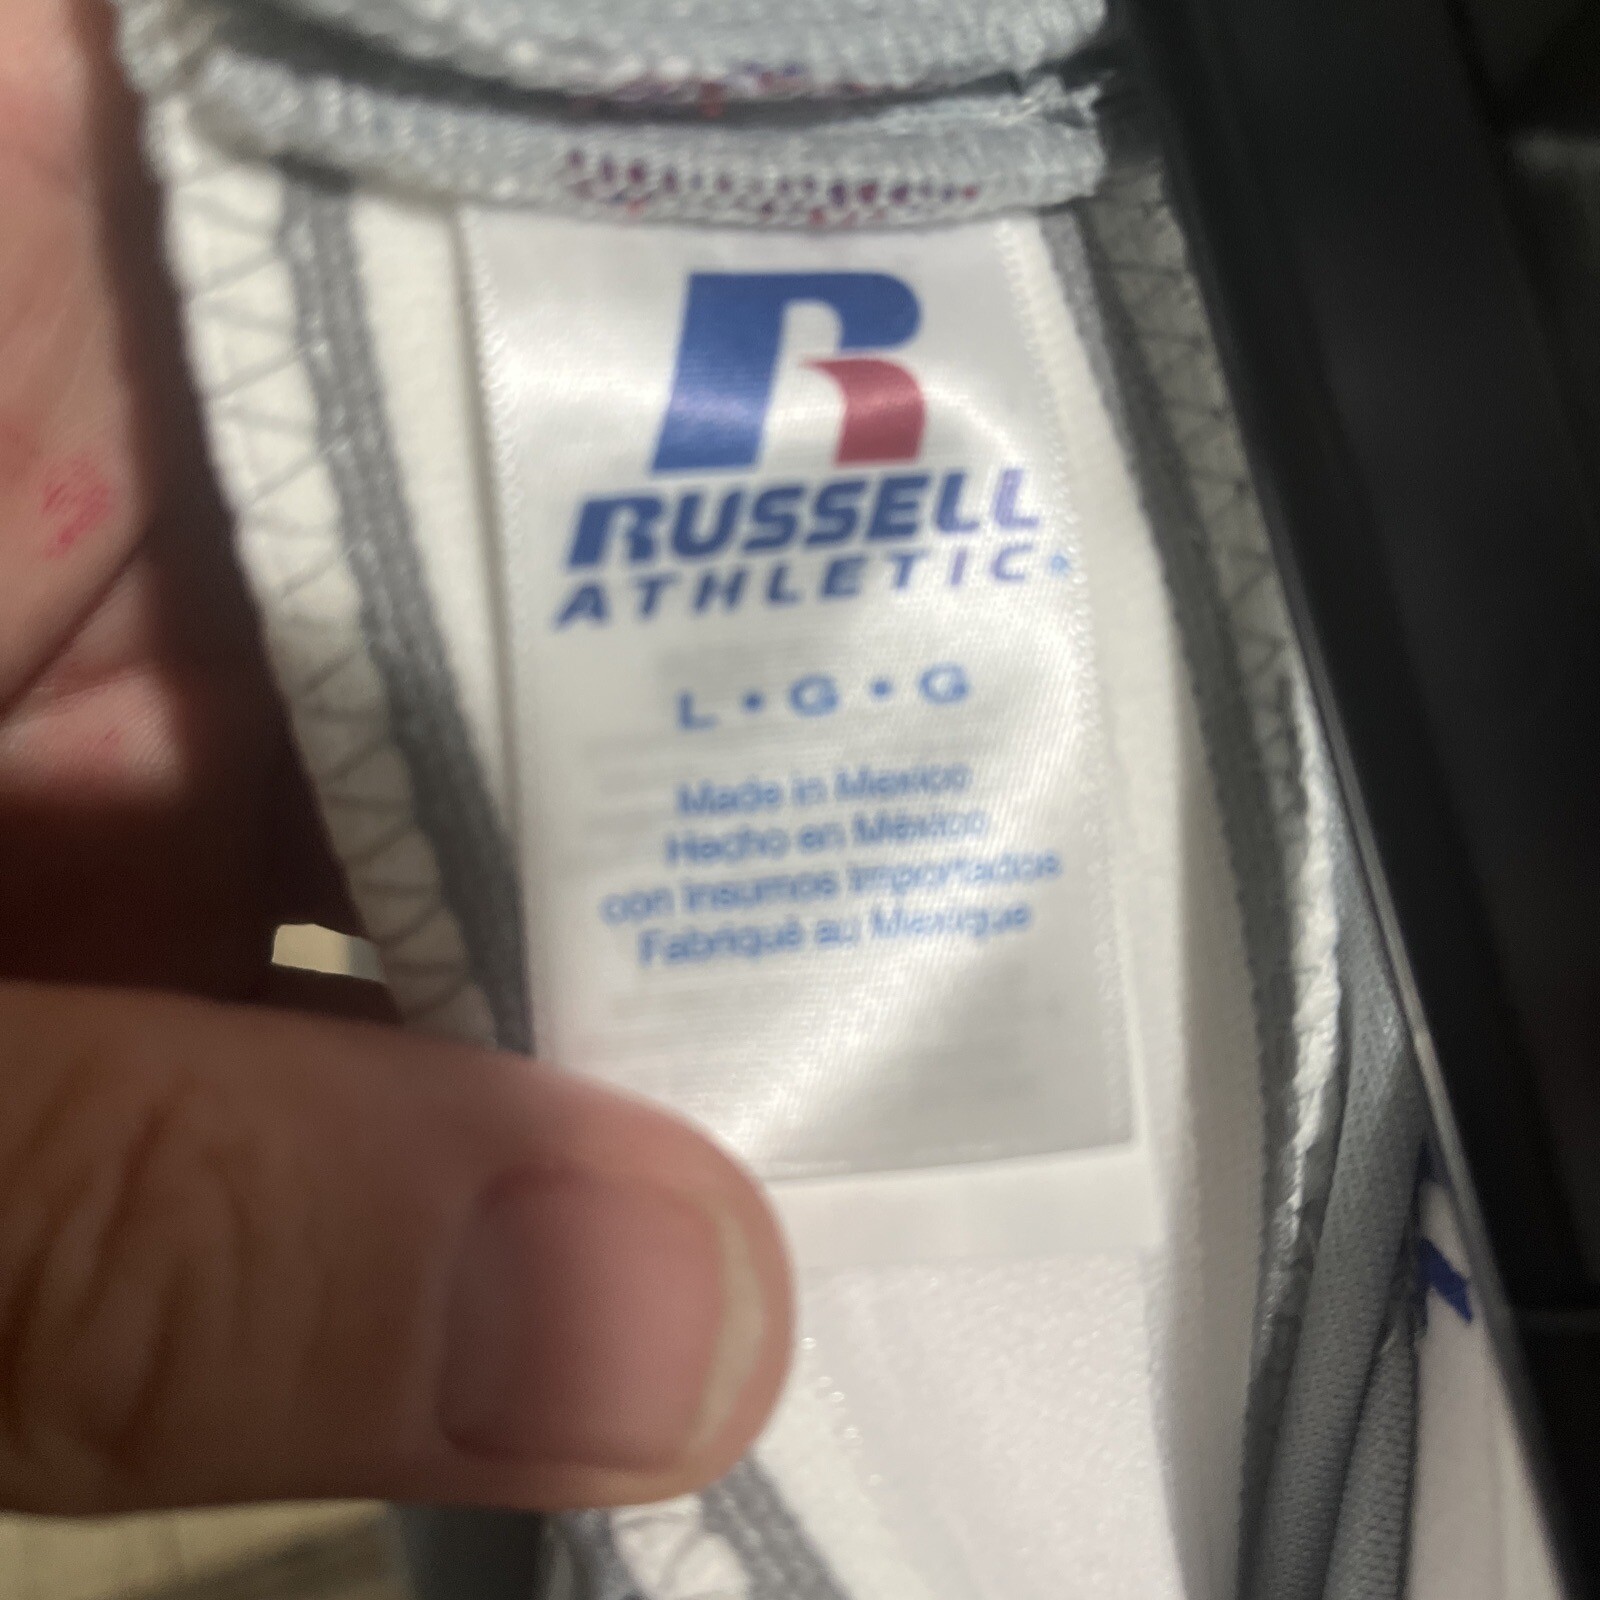 RUSSELL
ATHLETIC
L • G • G
Made in Mexico
Hecho en México
con insumos importados
Fabriqué au Mexique